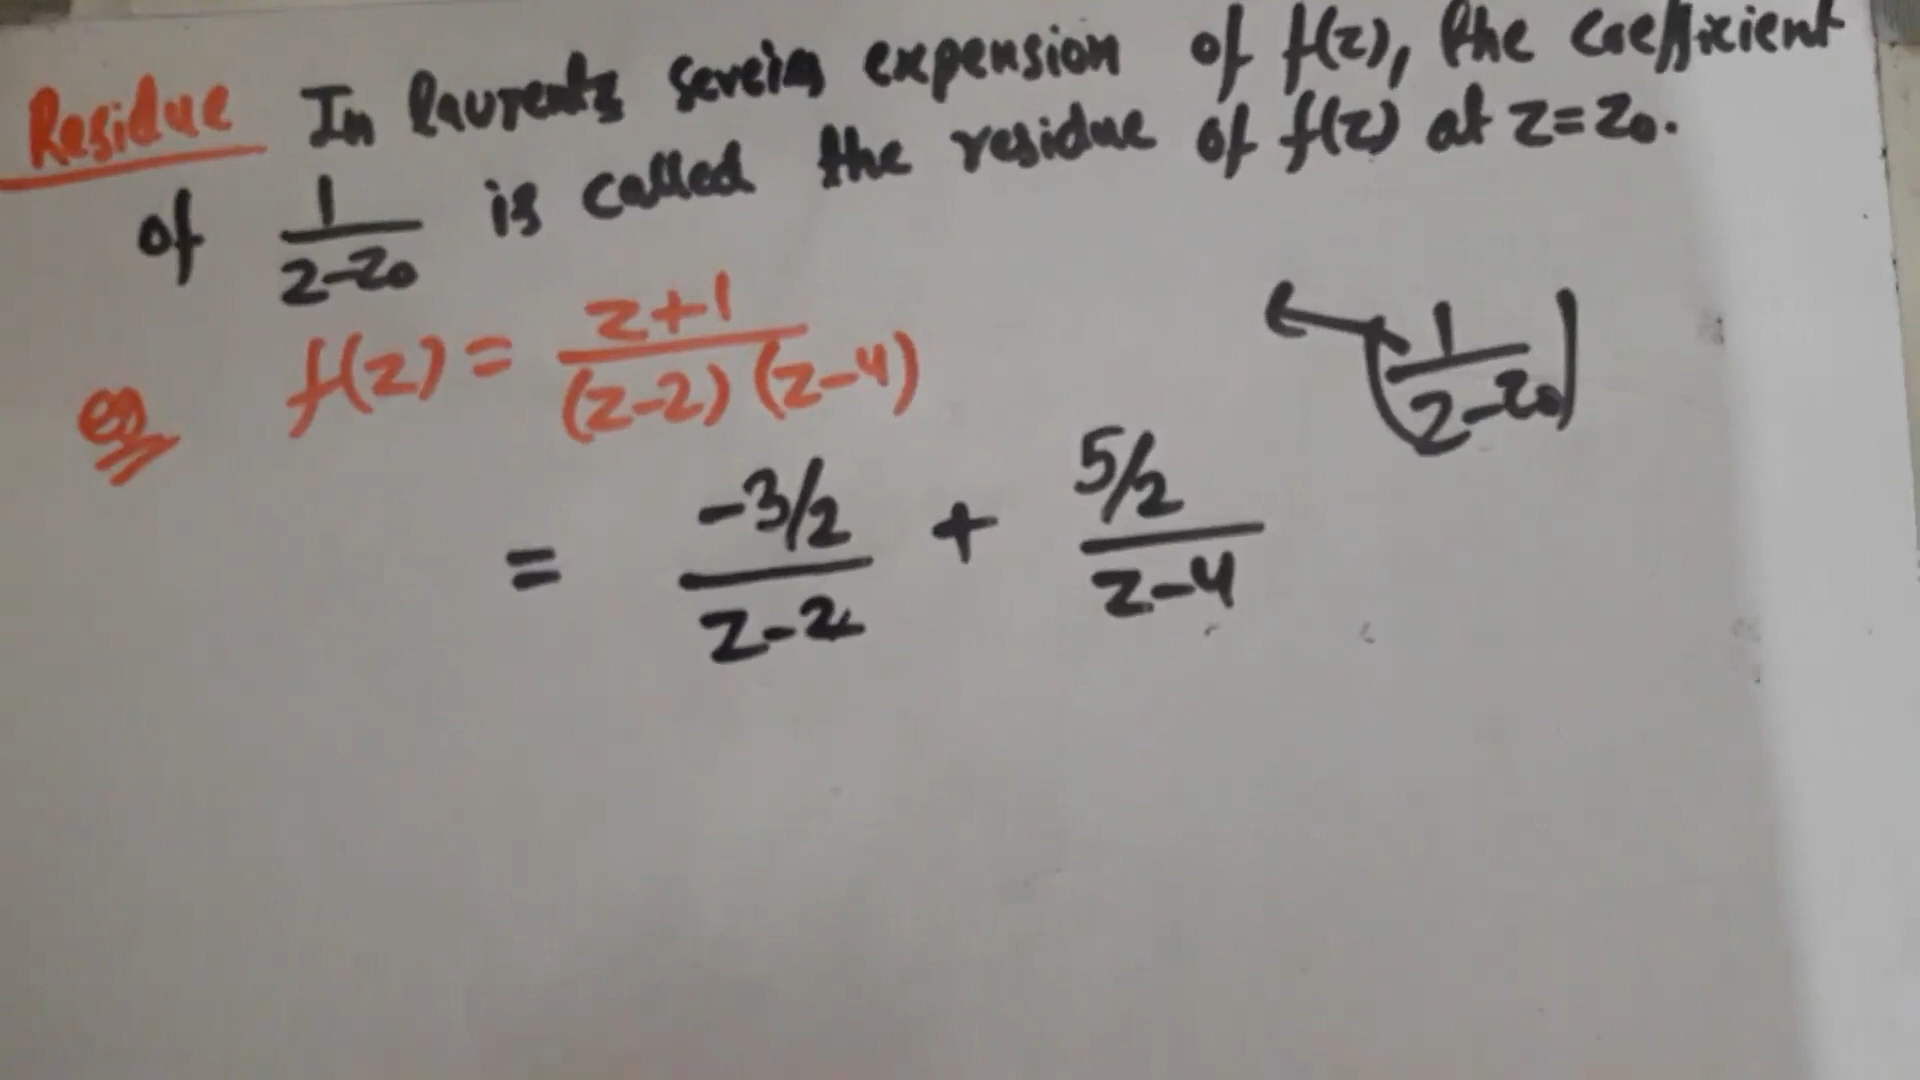 Residue In laurents sereis expension of f(z), the coefficient
of 1/(z-z₀) is called the residue of f(z) at z=z₀.
eg f(z) = (z+1)/((z-2)(z-4))
(1/(z-z₀))
= (-3/2)/(z-2) + (5/2)/(z-4)